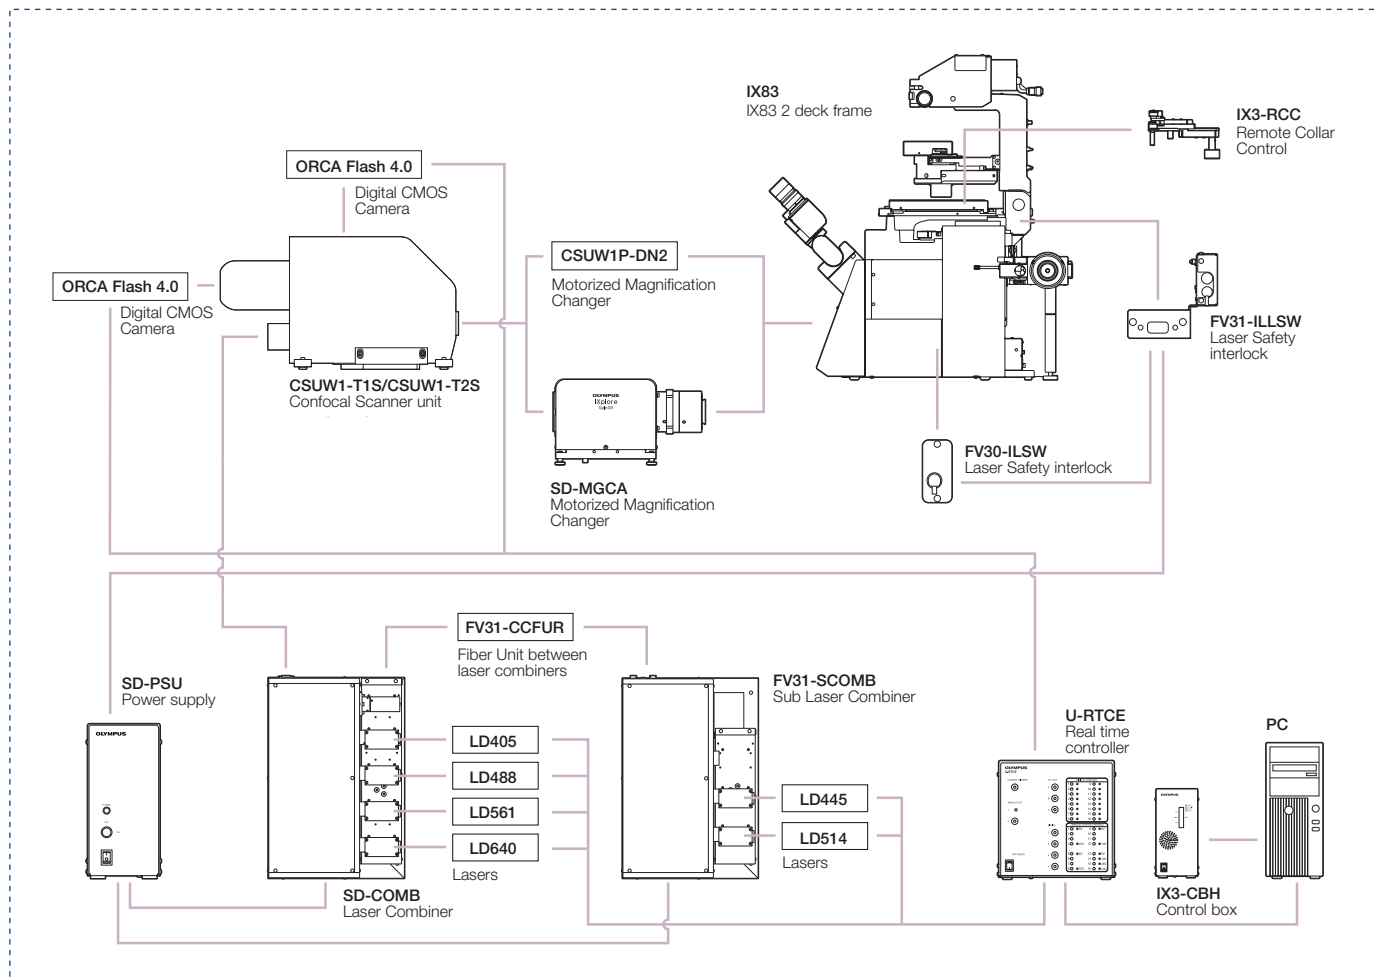 IX83
IX83 2 deck frame
IX3-RCC
Remote Collar
Control
ORCA Flash 4.0
Digital CMOS
Camera
CSUW1P-DN2
Motorized Magnification
Changer
ORCA Flash 4.0
Digital CMOS
Camera
FV31-ILLSW
Laser Safety
interlock
CSUW1-T1S/CSUW1-T2S
Confocal Scanner unit
OLYMPUS
IXplore
SpinSR
FV30-ILSW
Laser Safety interlock
SD-MGCA
Motorized Magnification
Changer
FV31-CCFUR
Fiber Unit between
laser combiners
SD-PSU
Power supply
FV31-SCOMB
Sub Laser Combiner
U-RTCE
Real time
controller
PC
OLYMPUS
LD405
LD488
LD561
LD640
Lasers
LD445
LD514
Lasers
OLYMPUS
OLYMPUS
SD-COMB
Laser Combiner
IX3-CBH
Control box